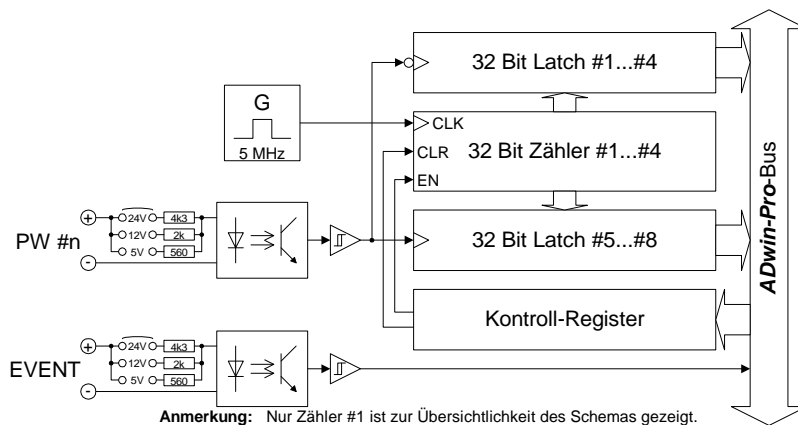 32 Bit Latch #1...#4
G
5 MHz
CLK
CLR
EN
32 Bit Zähler #1...#4
32 Bit Latch #5...#8
Kontroll-Register
ADwin-Pro-Bus
PW #n
+
-
24V
4k3
12V
2k
5V
560
EVENT
+
-
24V
4k3
12V
2k
5V
560
Anmerkung: Nur Zähler #1 ist zur Übersichtlichkeit des Schemas gezeigt.